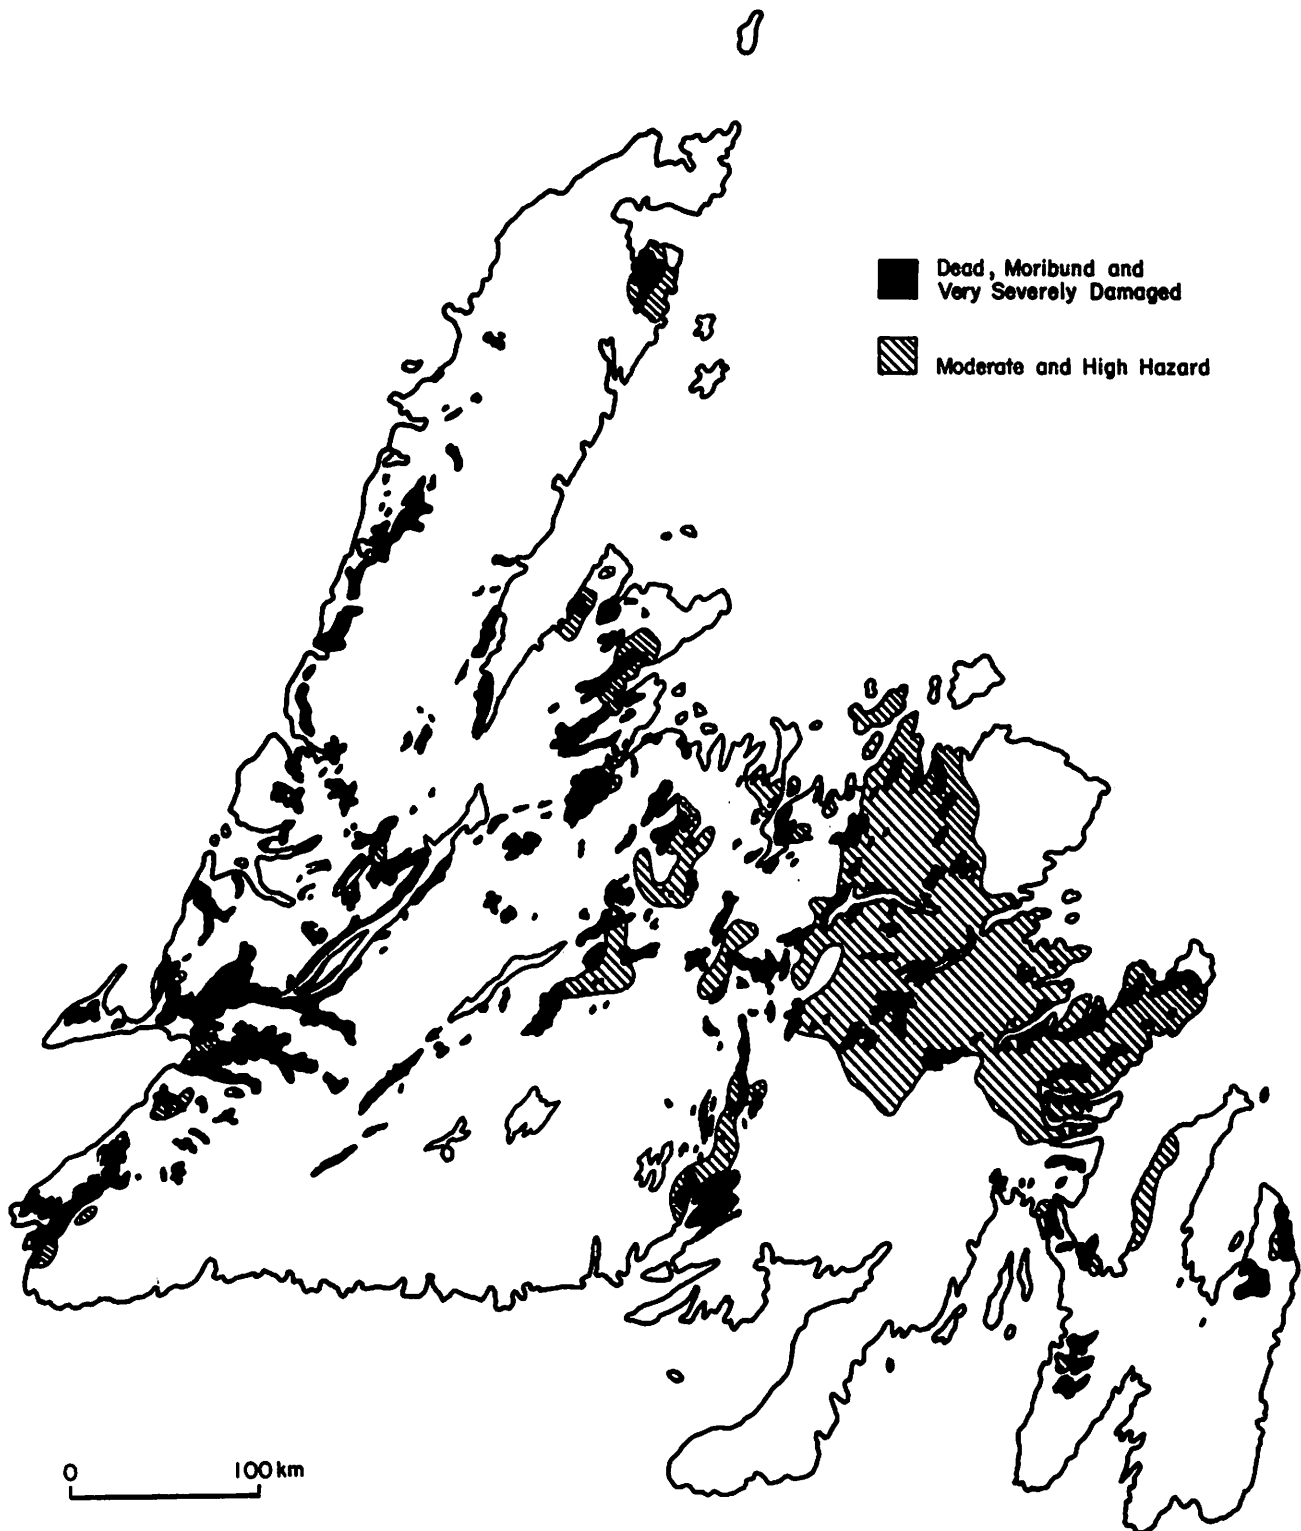 Dead, Moribund and
Very Severely Damaged
Moderate and High Hazard
0 100 km